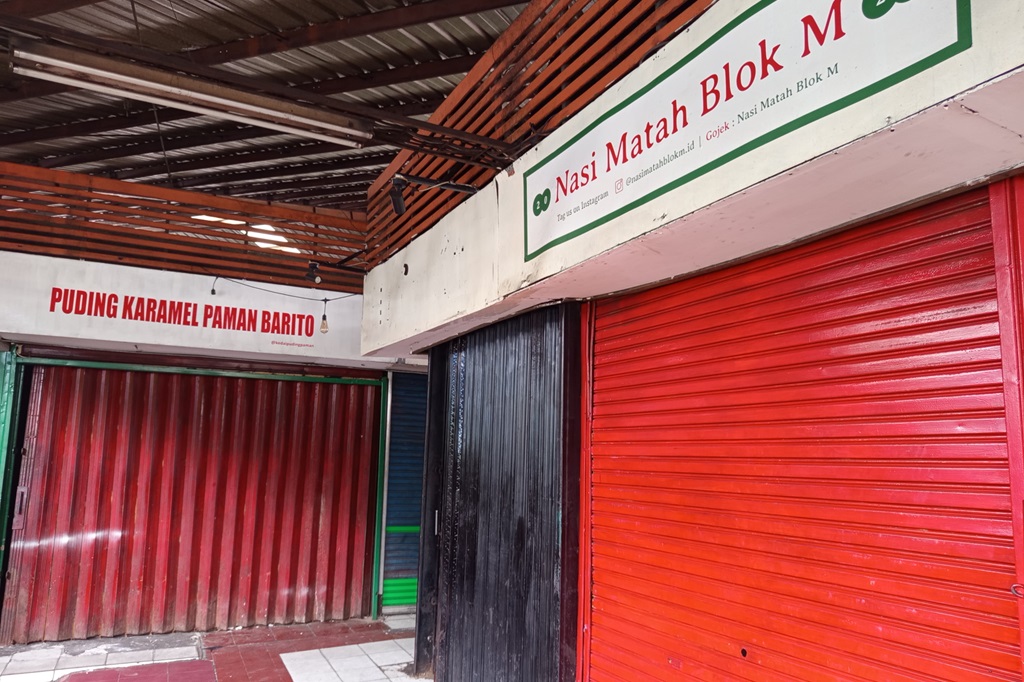 PUDING KARAMEL PAMAN BARITO
Nasi Matah Blok M
Tag us on Instagram @nasimatahblokm.id | Gojek : Nasi Matah Blok M